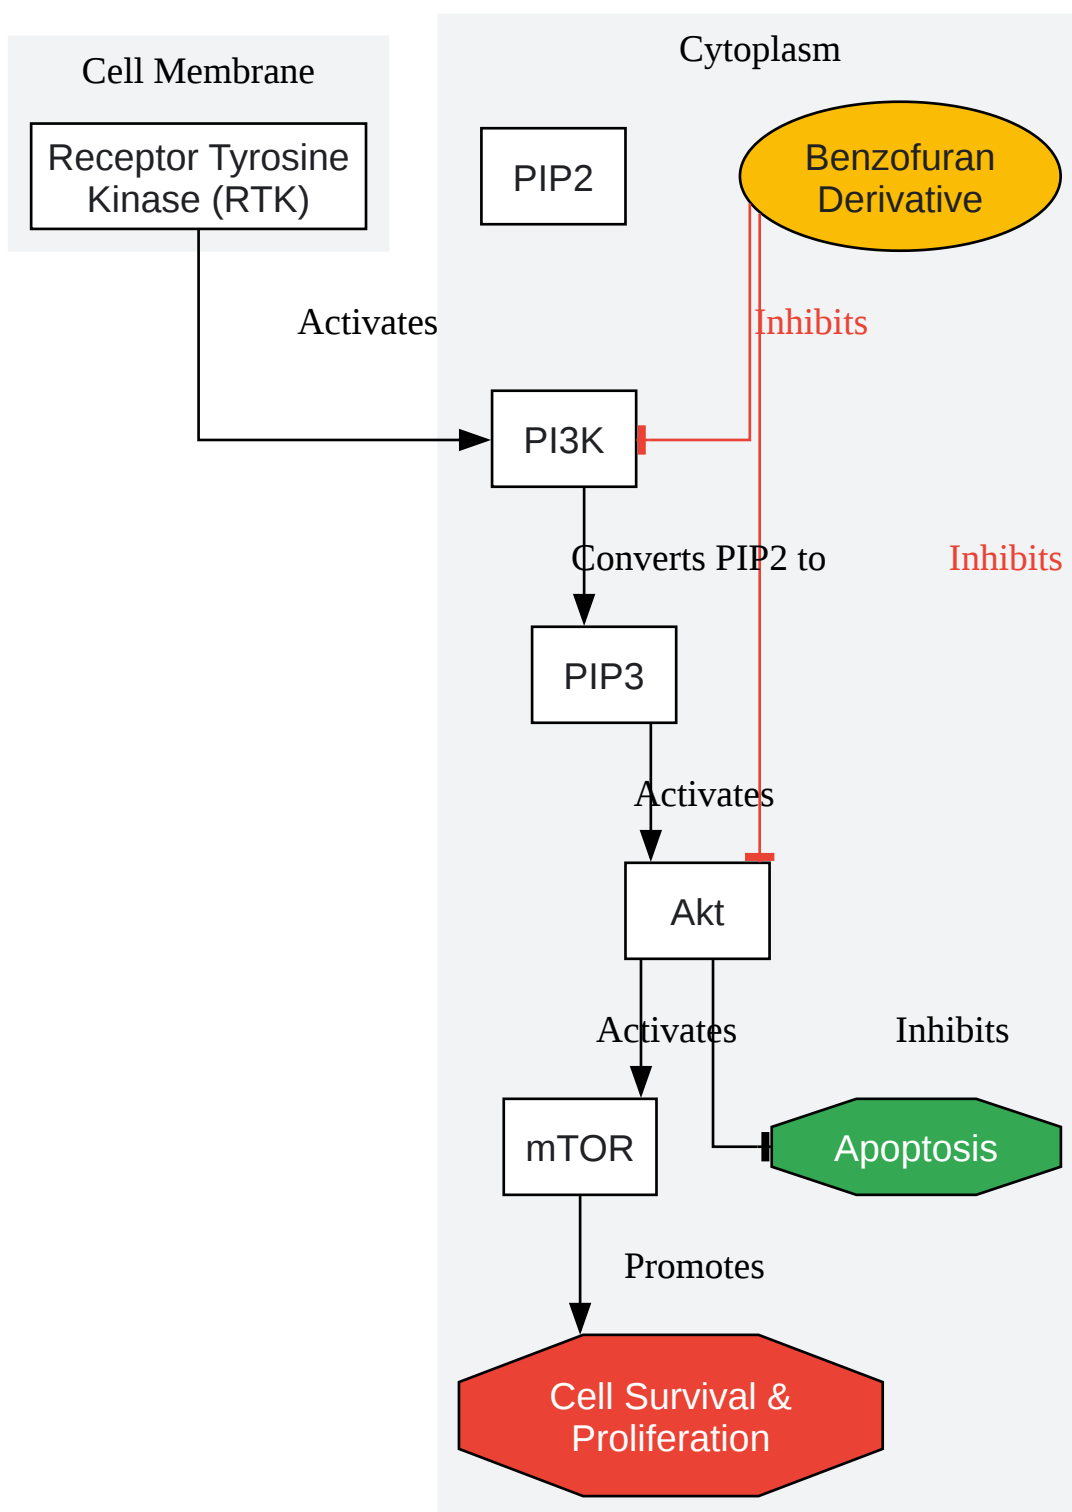 Cytoplasm
Cell Membrane
Receptor Tyrosine
Kinase (RTK)
PIP2
Benzofuran
Derivative
Activates
Inhibits
PI3K
Converts PIP2 to
Inhibits
PIP3
Activates
Akt
Activates
Inhibits
mTOR
Apoptosis
Promotes
Cell Survival &
Proliferation